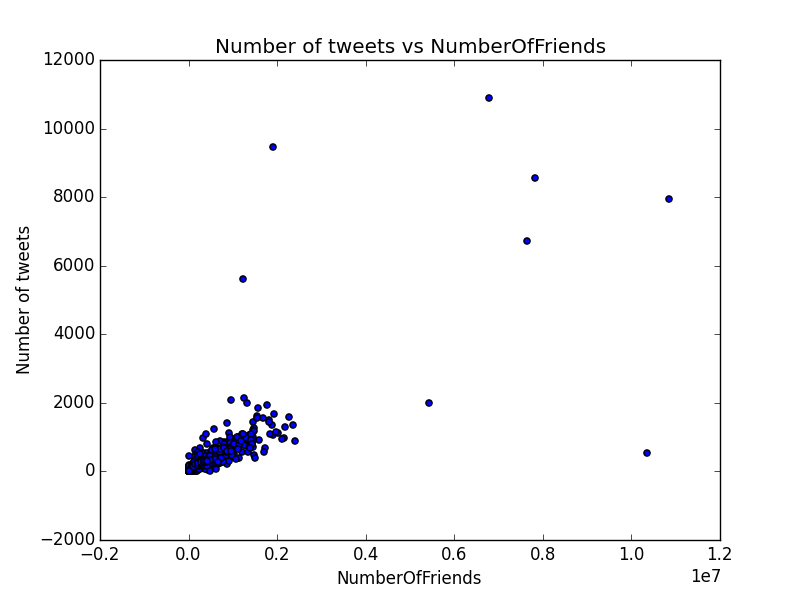 Number of tweets vs NumberOfFriends
12000
10000
8000
6000
4000
2000
0
−2000
Number of tweets
−0.2 0.0 0.2 0.4 0.6 0.8 1.0 1.2
1e7
NumberOfFriends